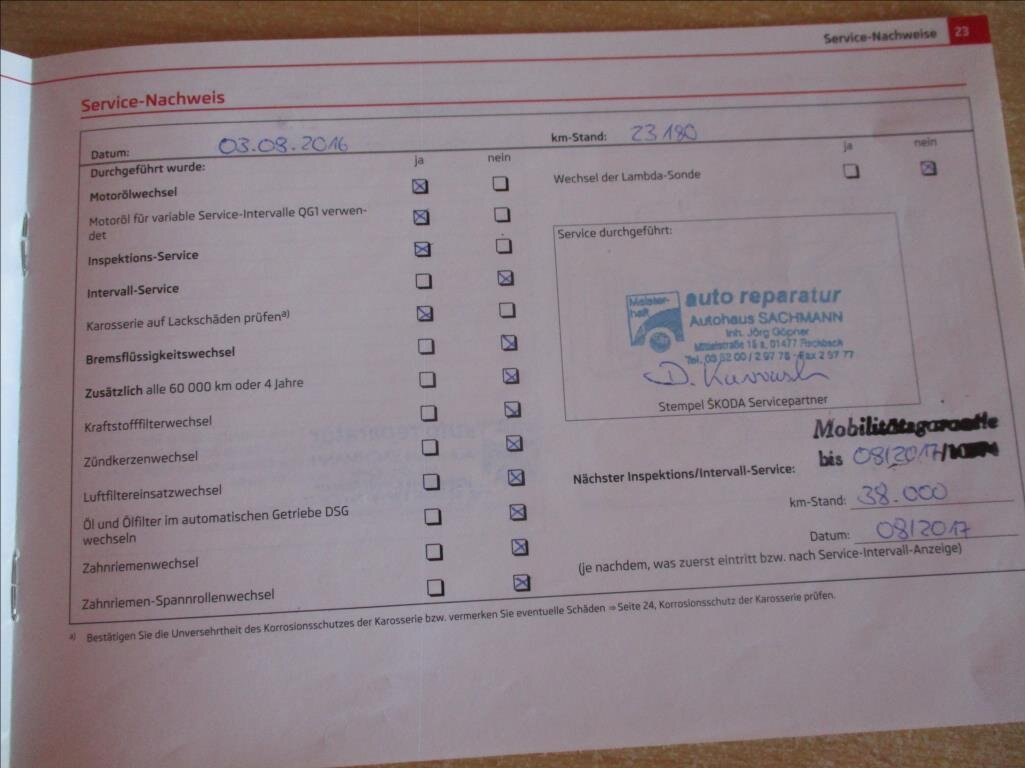 Service-Nachweise 23
Service-Nachweis
Datum: 03.08.2016 km-Stand: 23180
Durchgeführt wurde: ja nein ja nein
Motorölwechsel
Motoröl für variable Service-Intervalle QG1 verwen-
det
Inspektions-Service
Intervall-Service
Karosserie auf Lackschäden prüfen a)
Bremsflüssigkeitswechsel
Zusätzlich alle 60 000 km oder 4 Jahre
Kraftstofffilterwechsel
Zündkerzenwechsel
Luftfiltereinsatzwechsel
Öl und Ölfilter im automatischen Getriebe DSG
wechseln
Zahnriemenwechsel
Zahnriemen-Spannrollenwechsel
Wechsel der Lambda-Sonde
Service durchgeführt:
Meister-
haft
auto reparatur
Autohaus SACHMANN
Inh. Jörg Göpner
01477 Fischbach
Stempel ŠKODA Servicepartner
Mobilitätsgarantie
bis 08/2017
Nächster Inspektions/Intervall-Service:
km-Stand: 38.000
Datum: 08/2017
(je nachdem, was zuerst eintritt bzw. nach Service-Intervall-Anzeige)
a) Bestätigen Sie die Unversehrtheit des Korrosionsschutzes der Karosserie bzw. vermerken Sie eventuelle Schäden ⇒ Seite 24, Korrosionsschutz der Karosserie prüfen.